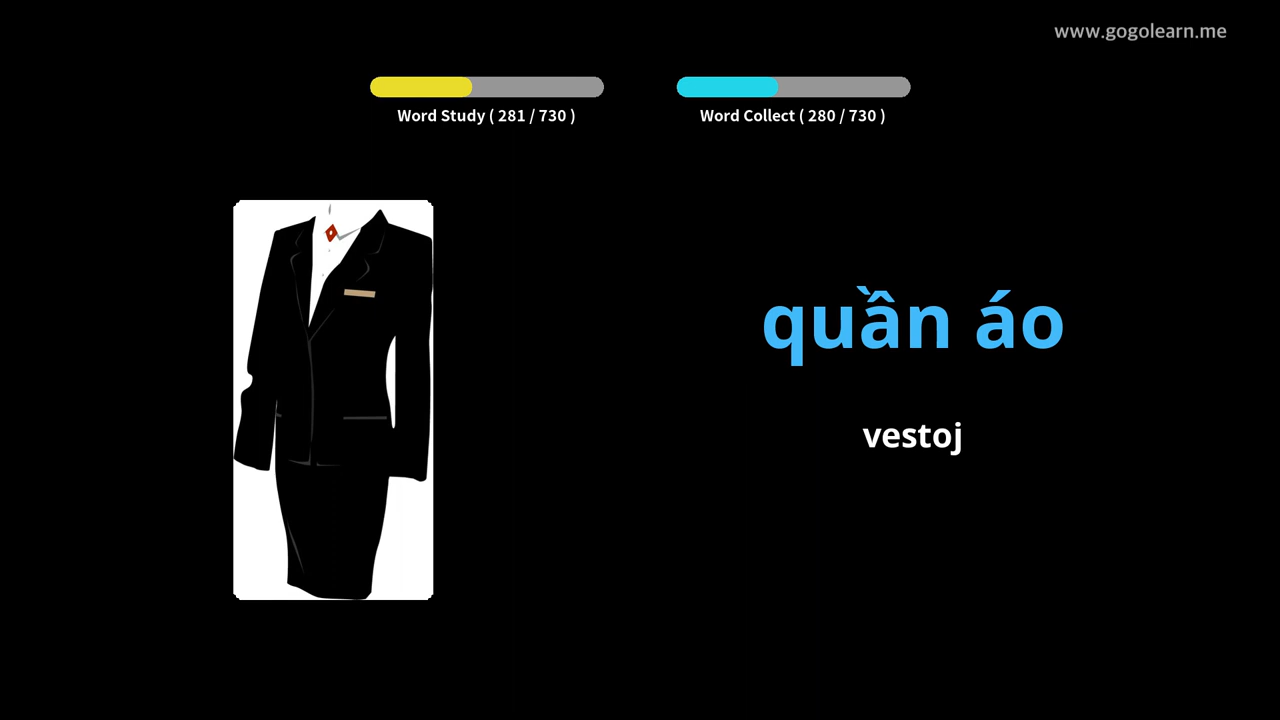 www.gogolearn.me
Word Study ( 281 / 730 )
Word Collect ( 280 / 730 )
quần áo
vestoj